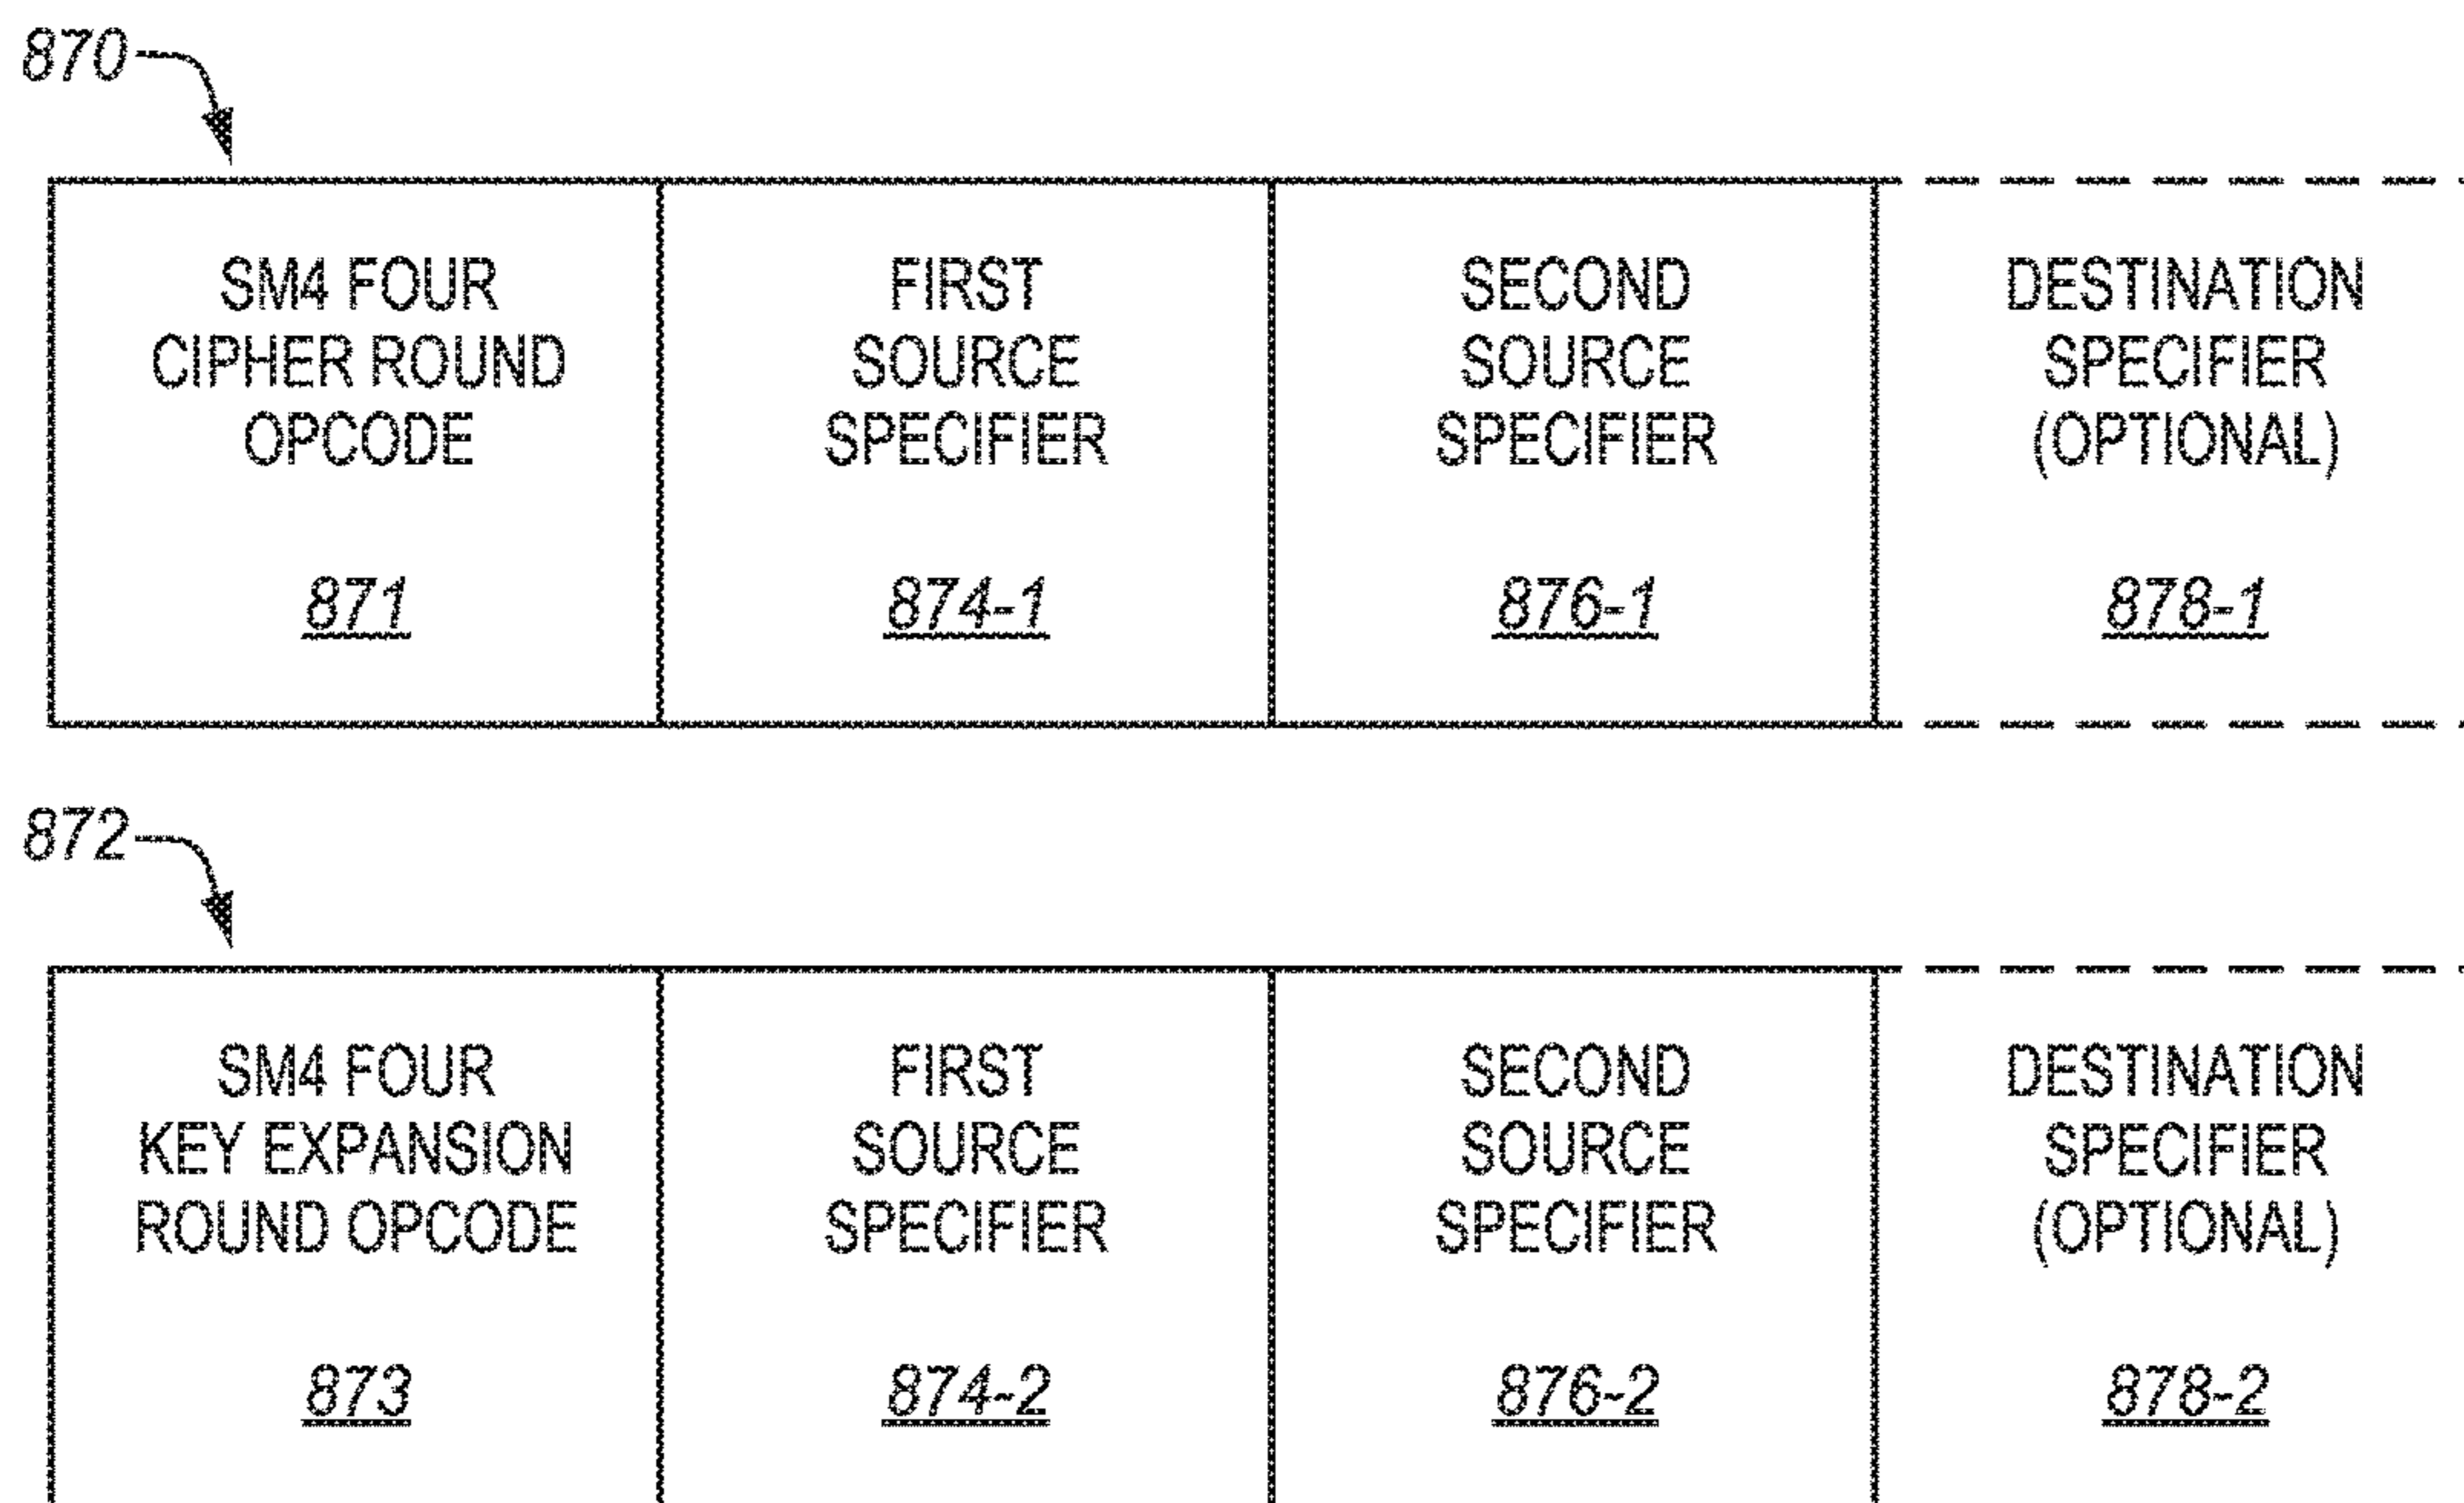 870
SM4 FOUR
CIPHER ROUND
OPCODE
871
FIRST
SOURCE
SPECIFIER
874-1
SECOND
SOURCE
SPECIFIER
876-1
DESTINATION
SPECIFIER
(OPTIONAL)
878-1
872
SM4 FOUR
KEY EXPANSION
ROUND OPCODE
873
FIRST
SOURCE
SPECIFIER
874-2
SECOND
SOURCE
SPECIFIER
876-2
DESTINATION
SPECIFIER
(OPTIONAL)
878-2